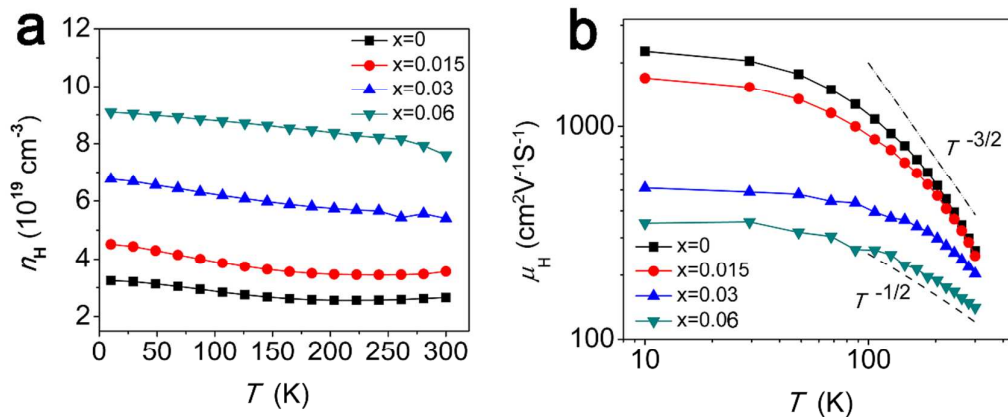 a
x=0
x=0.015
x=0.03
x=0.06
12
10
8
6
4
2
n_H (10^19 cm^-3)
0 50 100 150 200 250 300
T (K)
b
1000
100
μ_H (cm^2V^-1S^-1)
T^-3/2
T^-1/2
x=0
x=0.015
x=0.03
x=0.06
10 100
T (K)